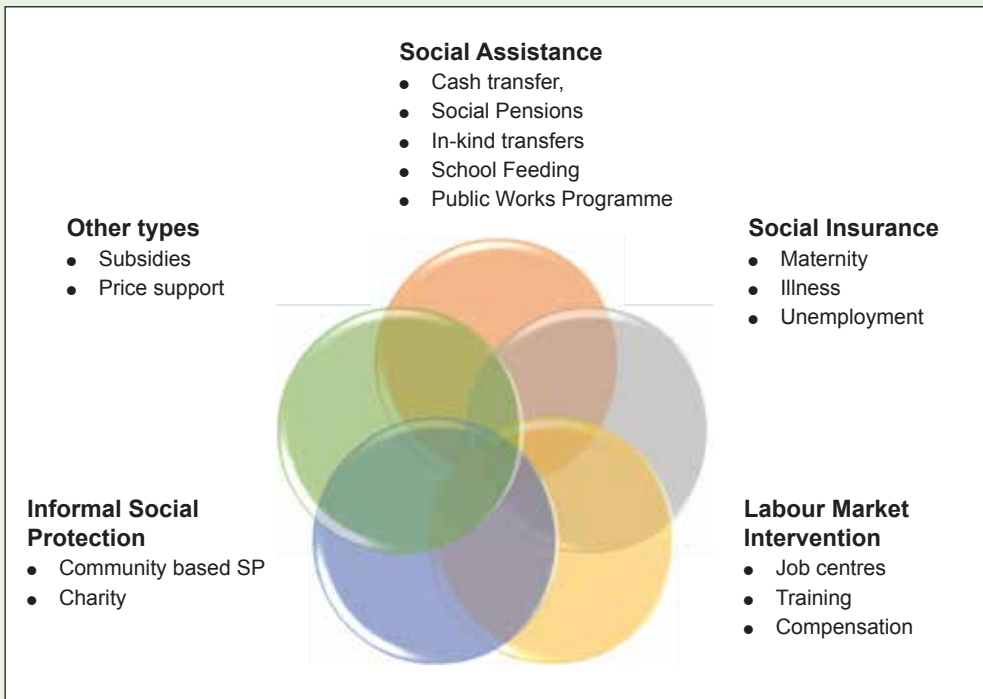 Social Assistance
● Cash transfer,
● Social Pensions
● In-kind transfers
● School Feeding
● Public Works Programme
Other types
● Subsidies
● Price support
Social Insurance
● Maternity
● Illness
● Unemployment
Informal Social
Protection
● Community based SP
● Charity
Labour Market
Intervention
● Job centres
● Training
● Compensation